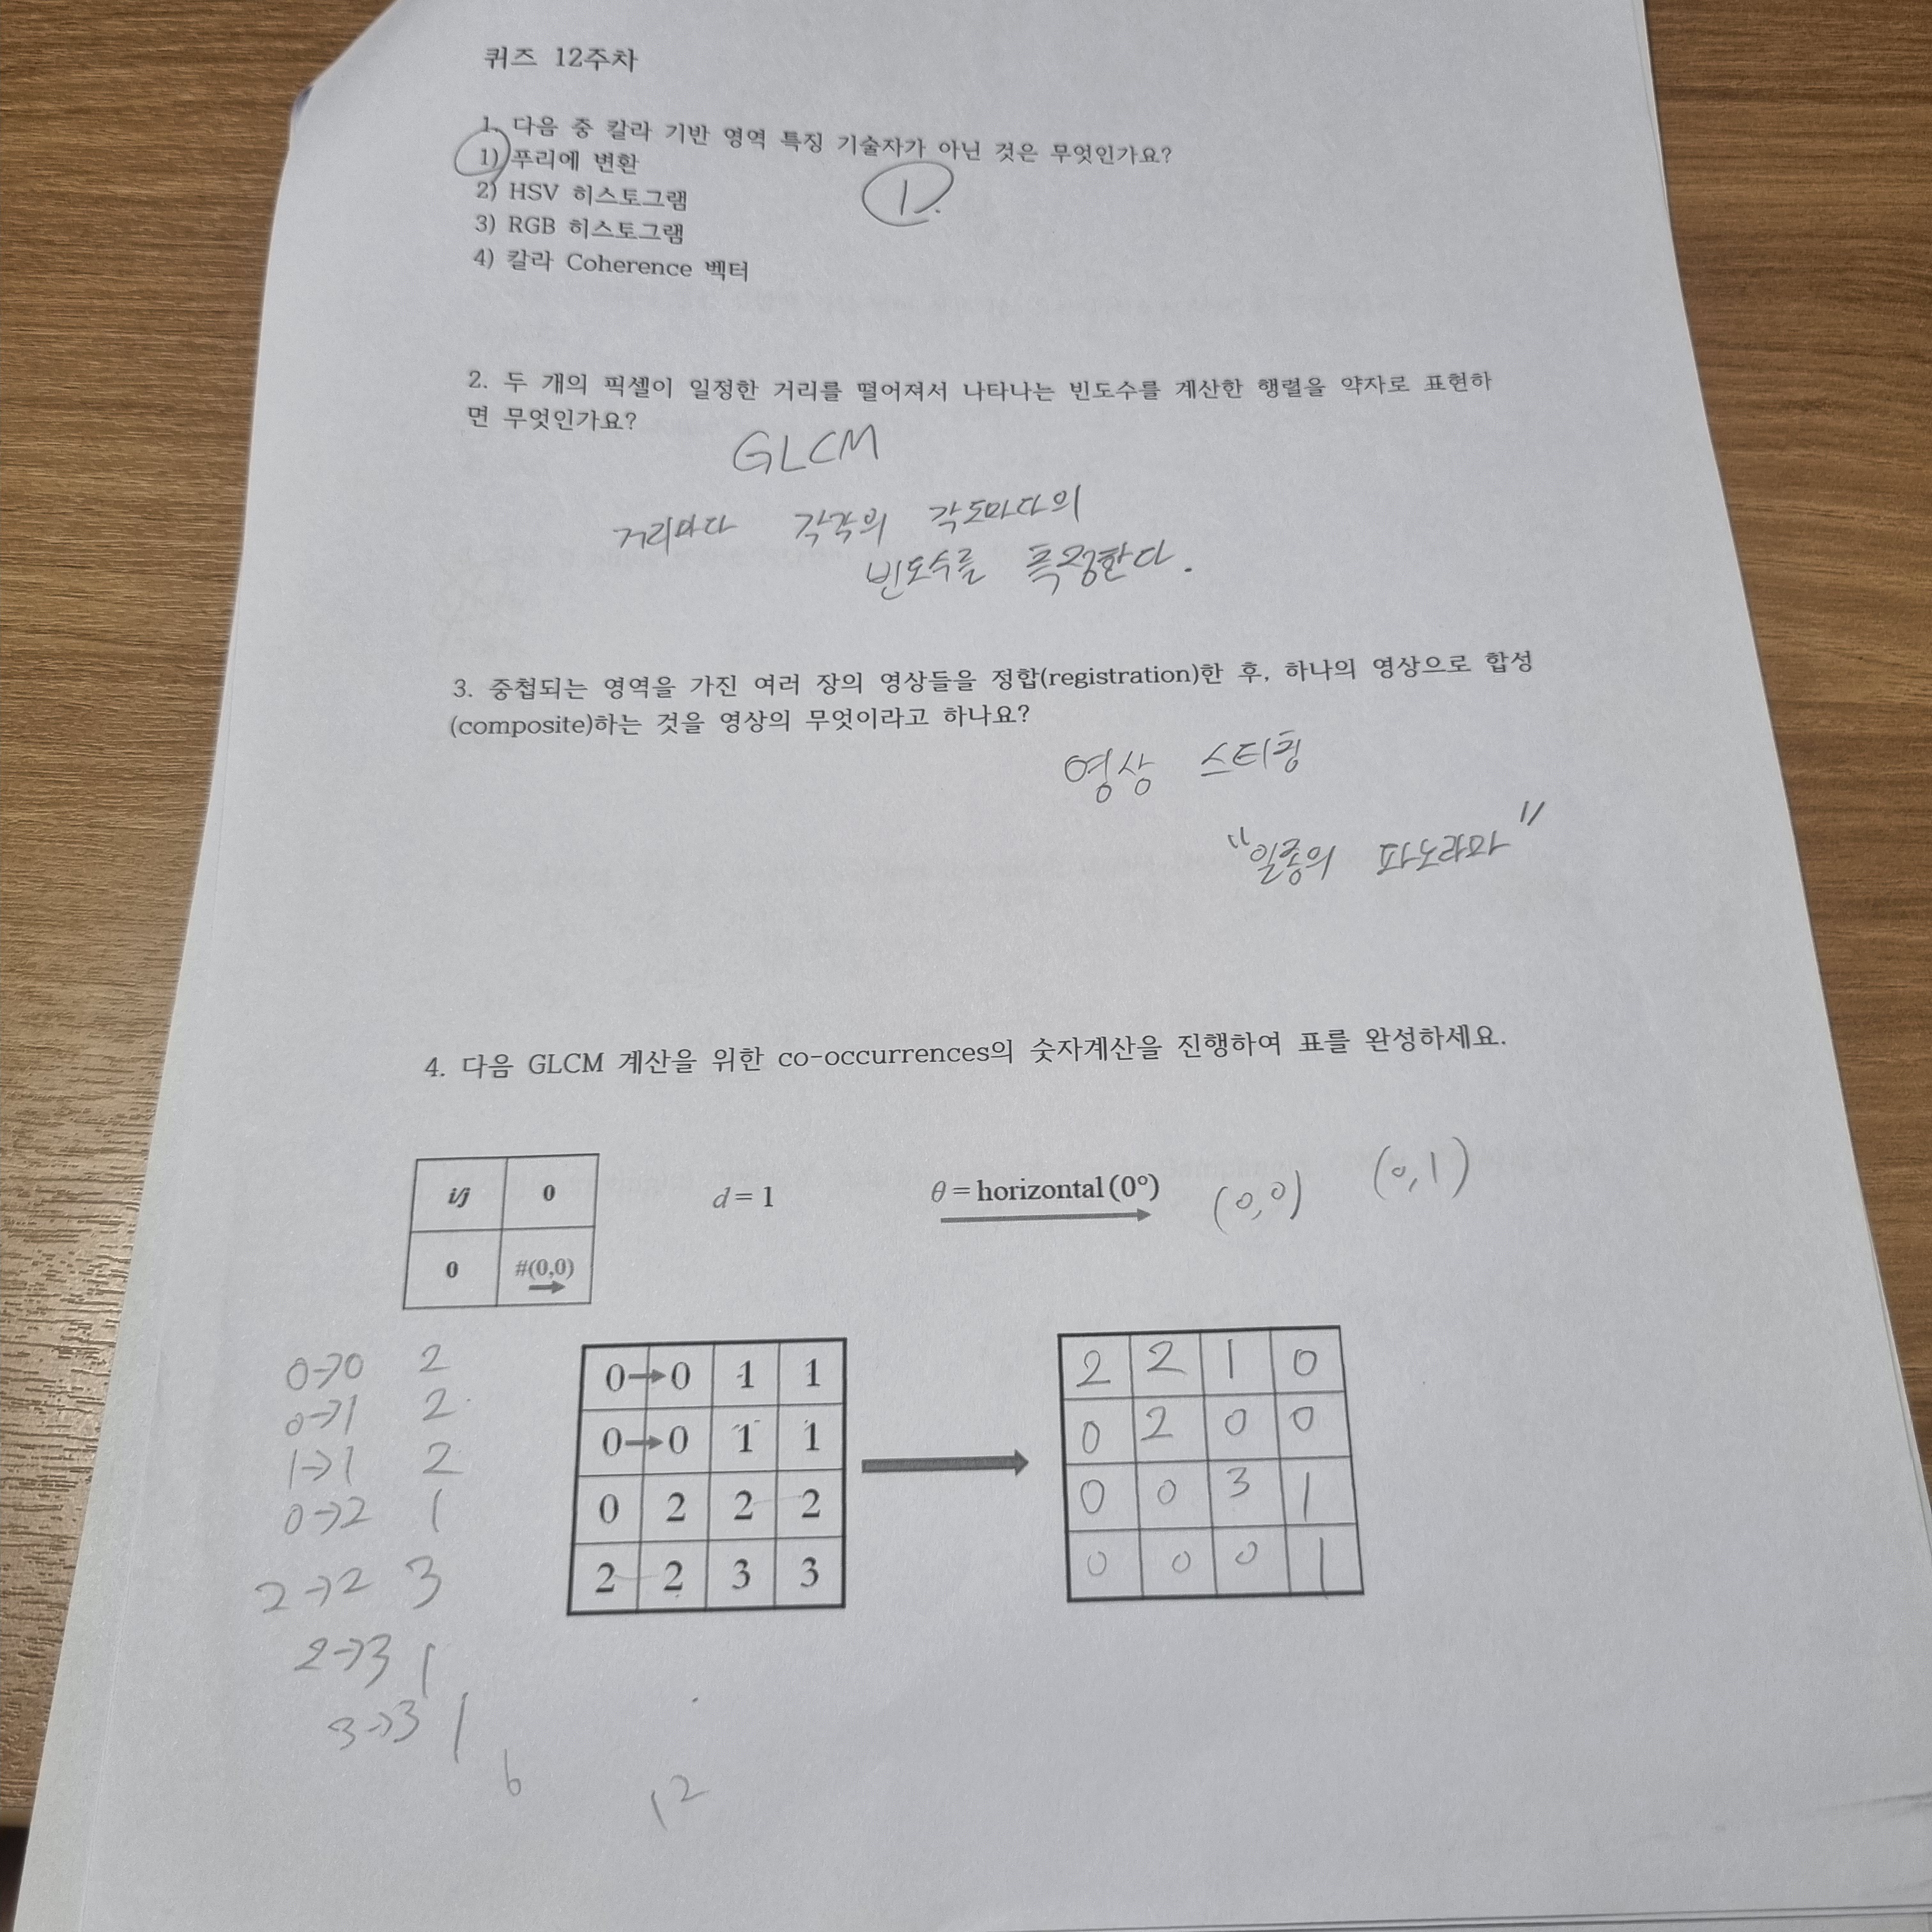 퀴즈 12주차
1. 다음 중 칼라 기반 영역 특징 기술자가 아닌 것은 무엇인가요?
1) 푸리에 변환
2) HSV 히스토그램
1.
3) RGB 히스토그램
4) 칼라 Coherence 벡터
2. 두 개의 픽셀이 일정한 거리를 떨어져서 나타나는 빈도수를 계산한 행렬을 약자로 표현하
면 무엇인가요?
GLCM
거리마다 각각의 각도마다의
빈도수를 측정한다.
3. 중첩되는 영역을 가진 여러 장의 영상들을 정합(registration)한 후, 하나의 영상으로 합성
(composite)하는 것을 영상의 무엇이라고 하나요?
영상 스티칭
"일종의 파노라마"
4. 다음 GLCM 계산을 위한 co-occurrences의 숫자계산을 진행하여 표를 완성하세요.
i/j 0
0 #(0,0)
d = 1
θ = horizontal (0°) (0,0) (0,1)
0→0 2
0→1 2
1→1 2
0→2 1
2→2 3
2→3 1
3→3 1
6
12
0→0 1 1
0→0 1 1
0 2 2 2
2 2 3 3
2 2 1 0
0 2 0 0
0 0 3 1
0 0 0 1